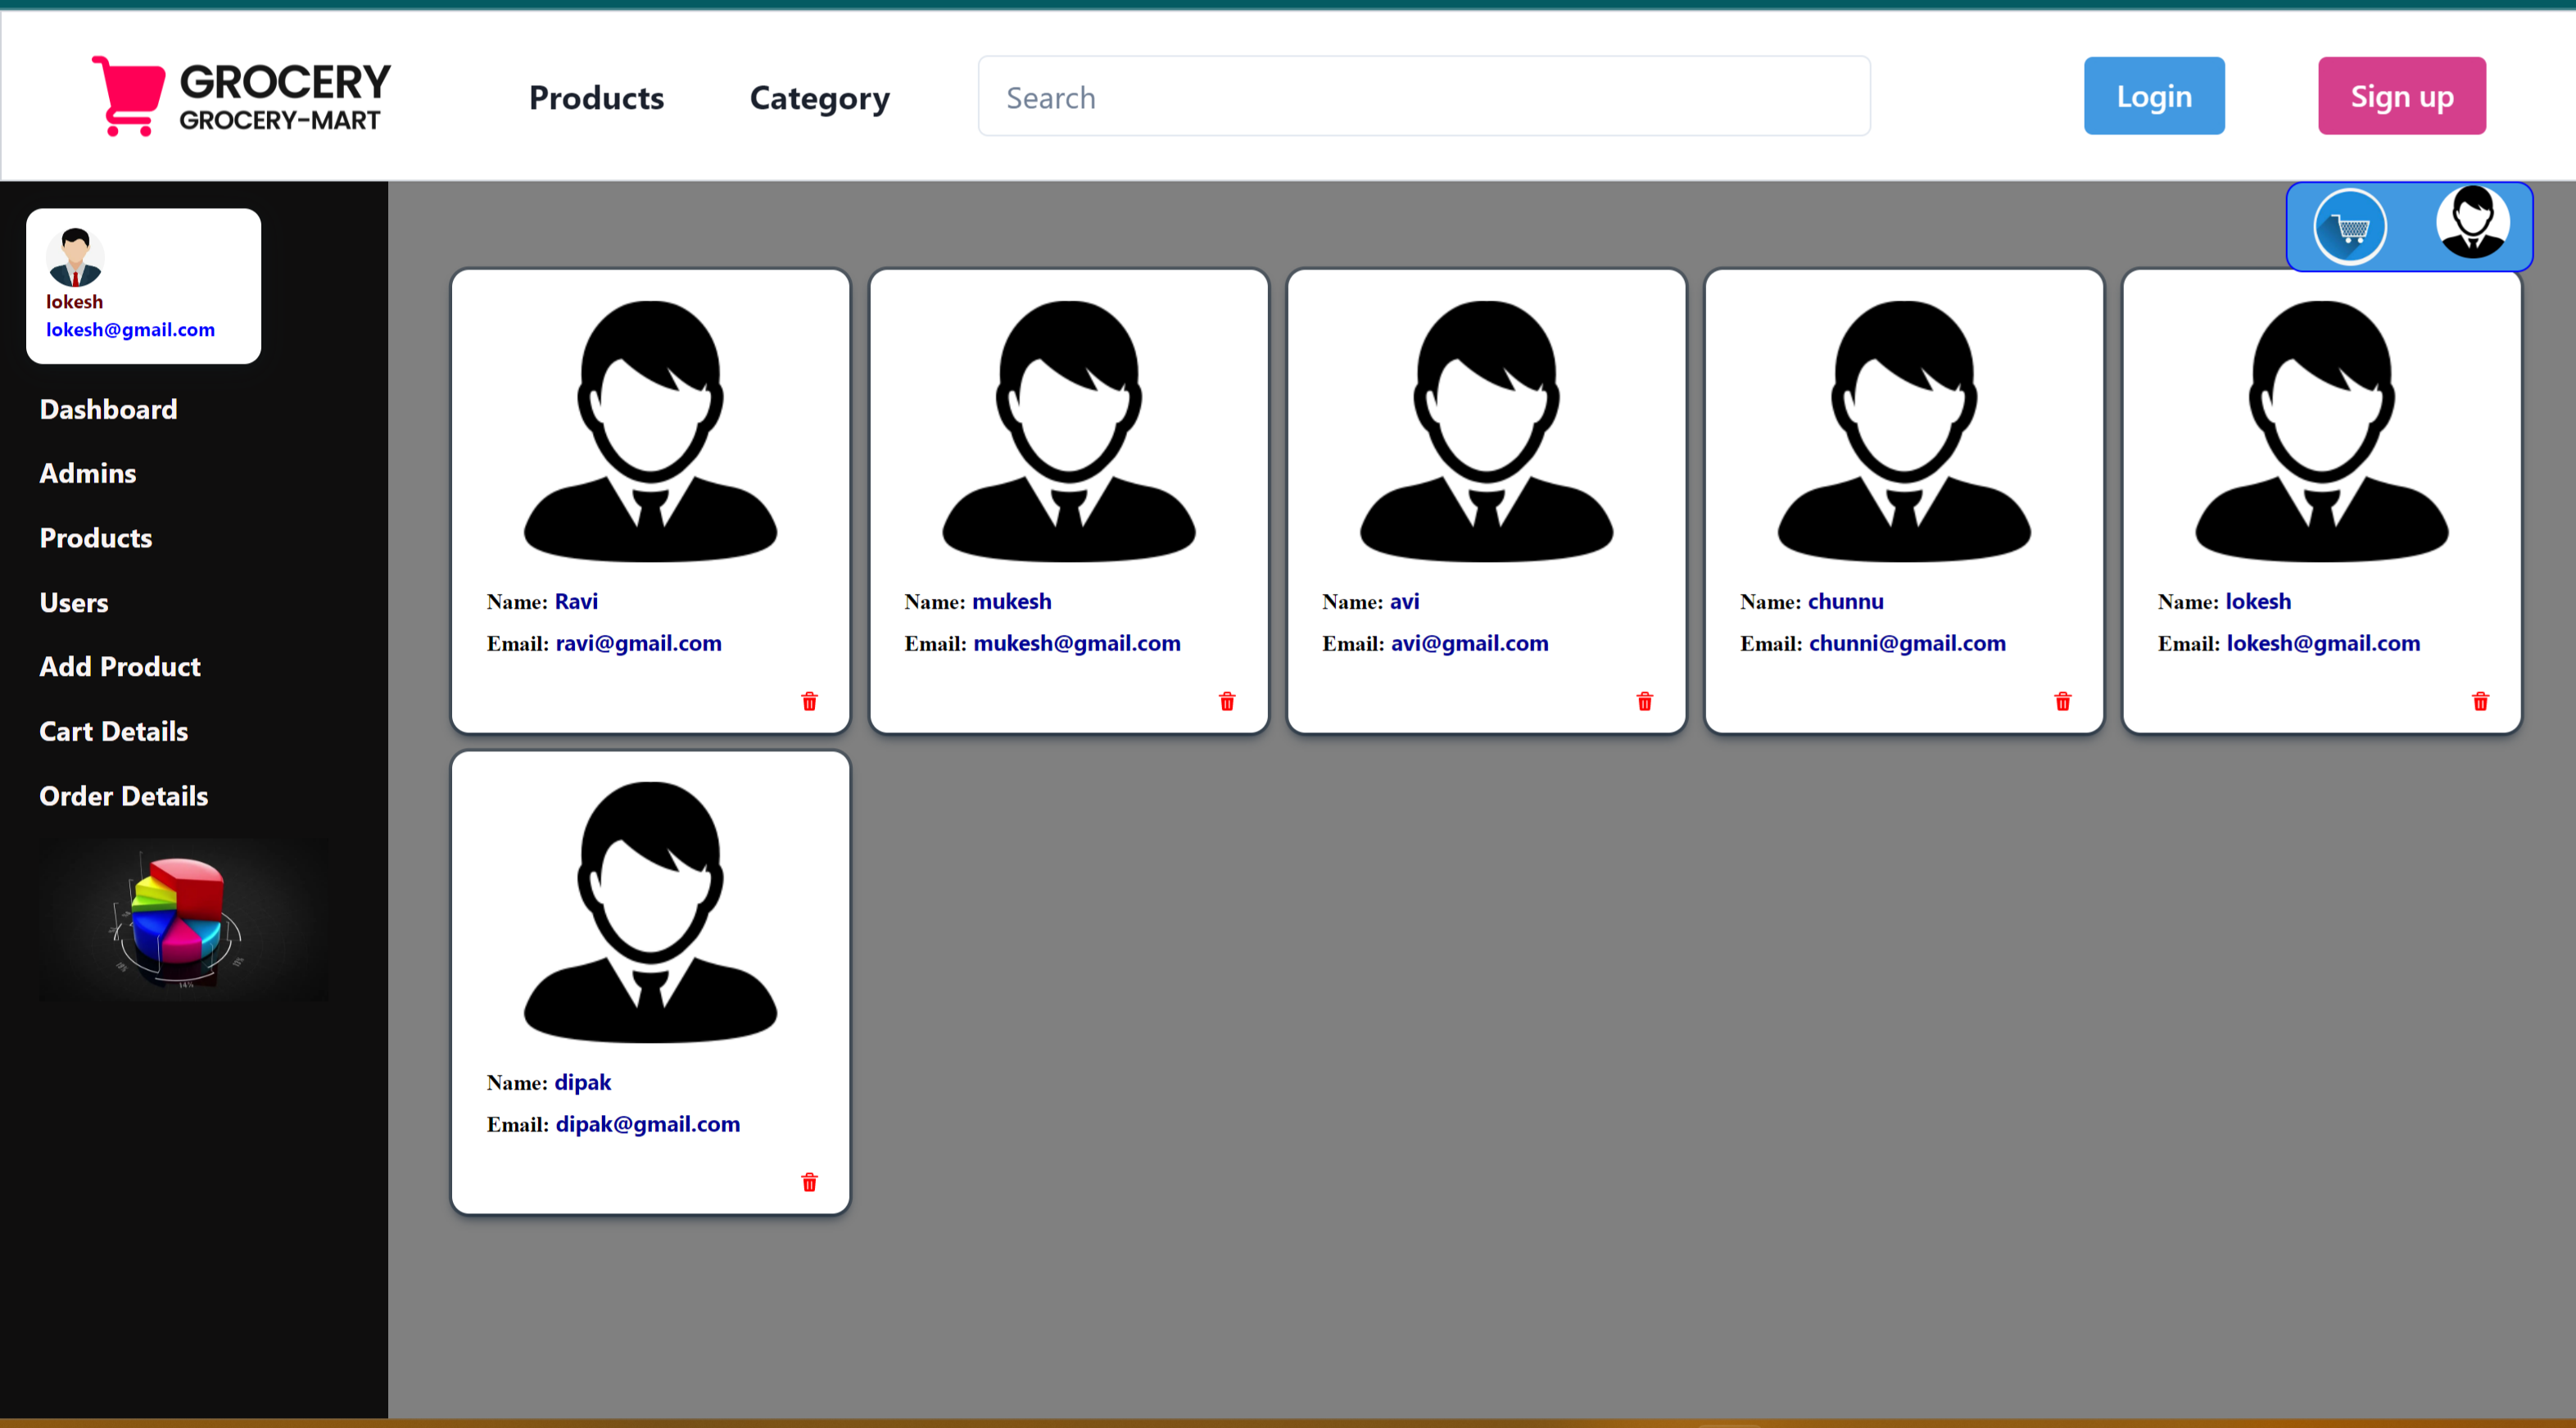 GROCERY
GROCERY-MART
Products
Category
Search
Login
Sign up
lokesh
lokesh@gmail.com
Dashboard
Admins
Products
Users
Add Product
Cart Details
Order Details
14%
Name: Ravi
Email: ravi@gmail.com
Name: mukesh
Email: mukesh@gmail.com
Name: avi
Email: avi@gmail.com
Name: chunnu
Email: chunni@gmail.com
Name: lokesh
Email: lokesh@gmail.com
Name: dipak
Email: dipak@gmail.com